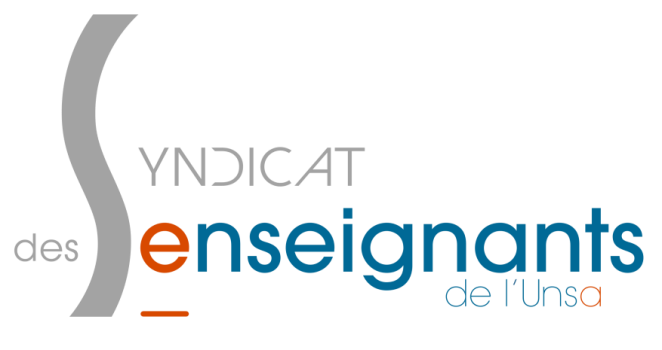 SYNDICAT
des enseignants
de l'Unsa